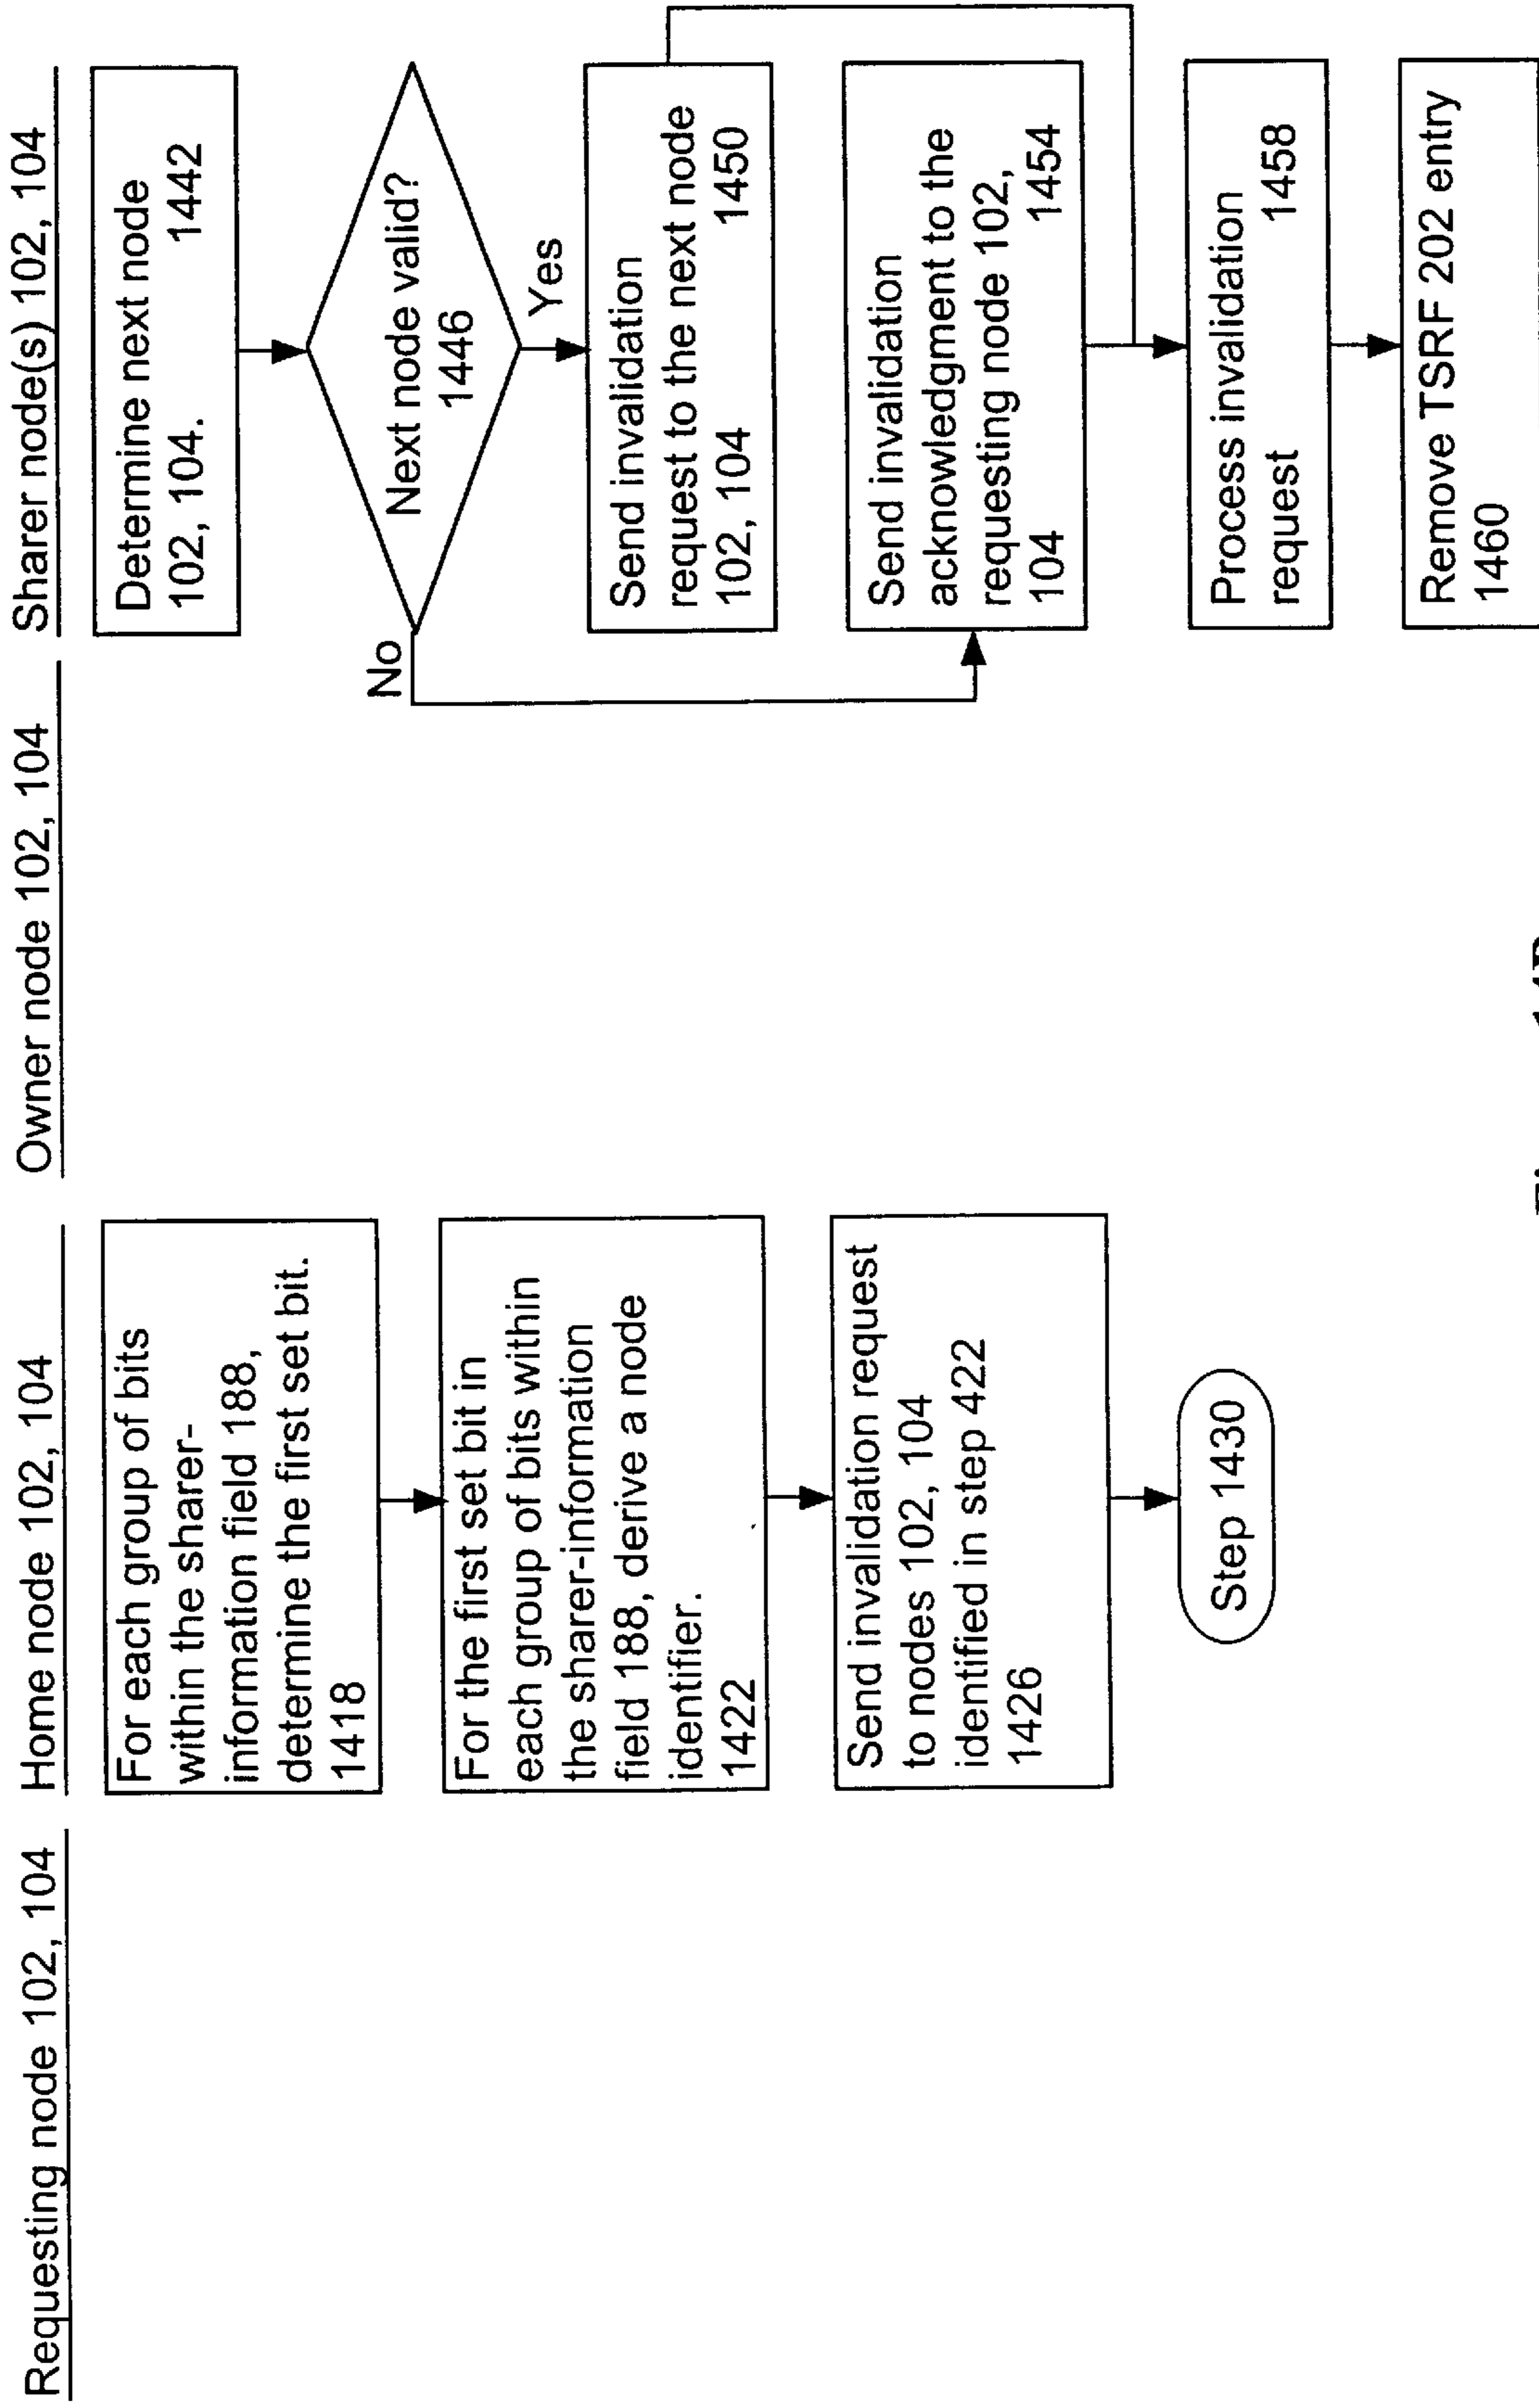 Requesting node 102, 104
Home node 102, 104
Owner node 102, 104
Sharer node(s) 102, 104
For each group of bits
within the sharer-
information field 188,
determine the first set bit.
1418
For the first set bit in
each group of bits within
the sharer-information
field 188, derive a node
identifier.
1422
Send invalidation request
to nodes 102, 104
identified in step 422
1426
Step 1430
Determine next node
102, 104. 1442
Next node valid?
1446
No
Yes
Send invalidation
request to the next node
102, 104 1450
Send invalidation
acknowledgment to the
requesting node 102,
104 1454
Process invalidation
request 1458
Remove TSRF 202 entry
1460